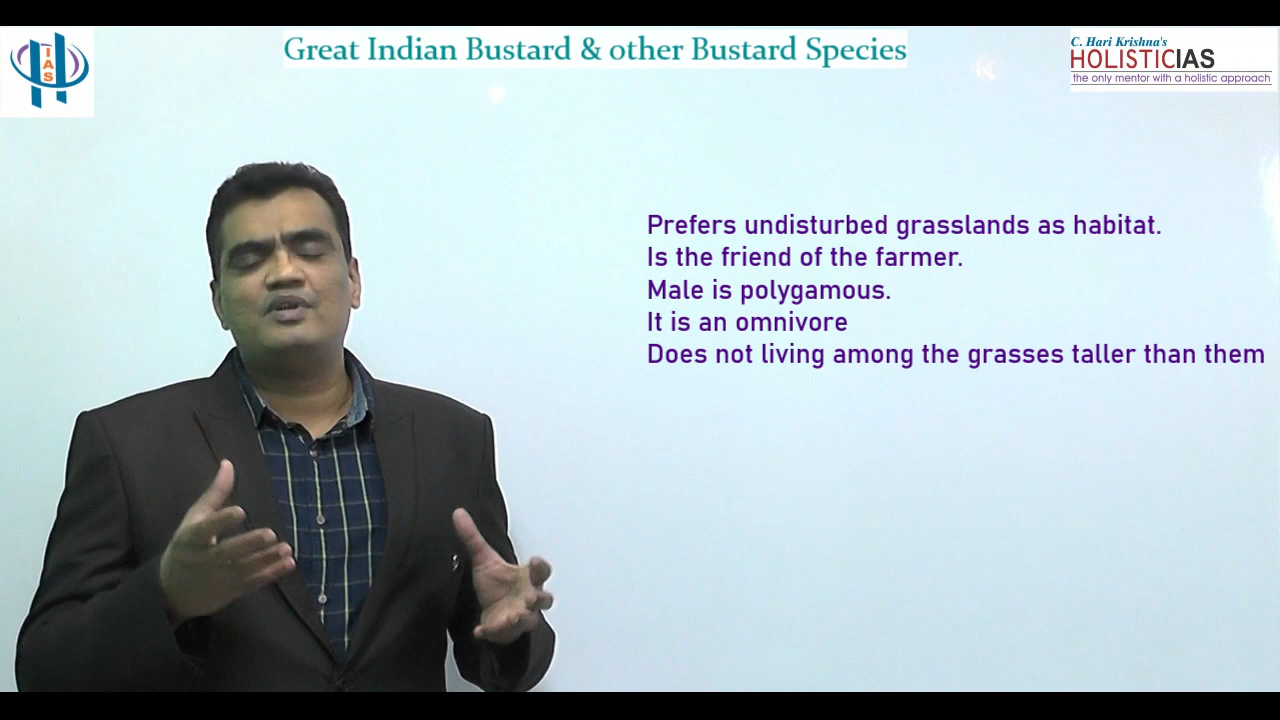 IAS
Great Indian Bustard & other Bustard Species
C. Hari Krishna's
HOLISTICIAS
the only mentor with a holistic approach
Prefers undisturbed grasslands as habitat.
Is the friend of the farmer.
Male is polygamous.
It is an omnivore
Does not living among the grasses taller than them